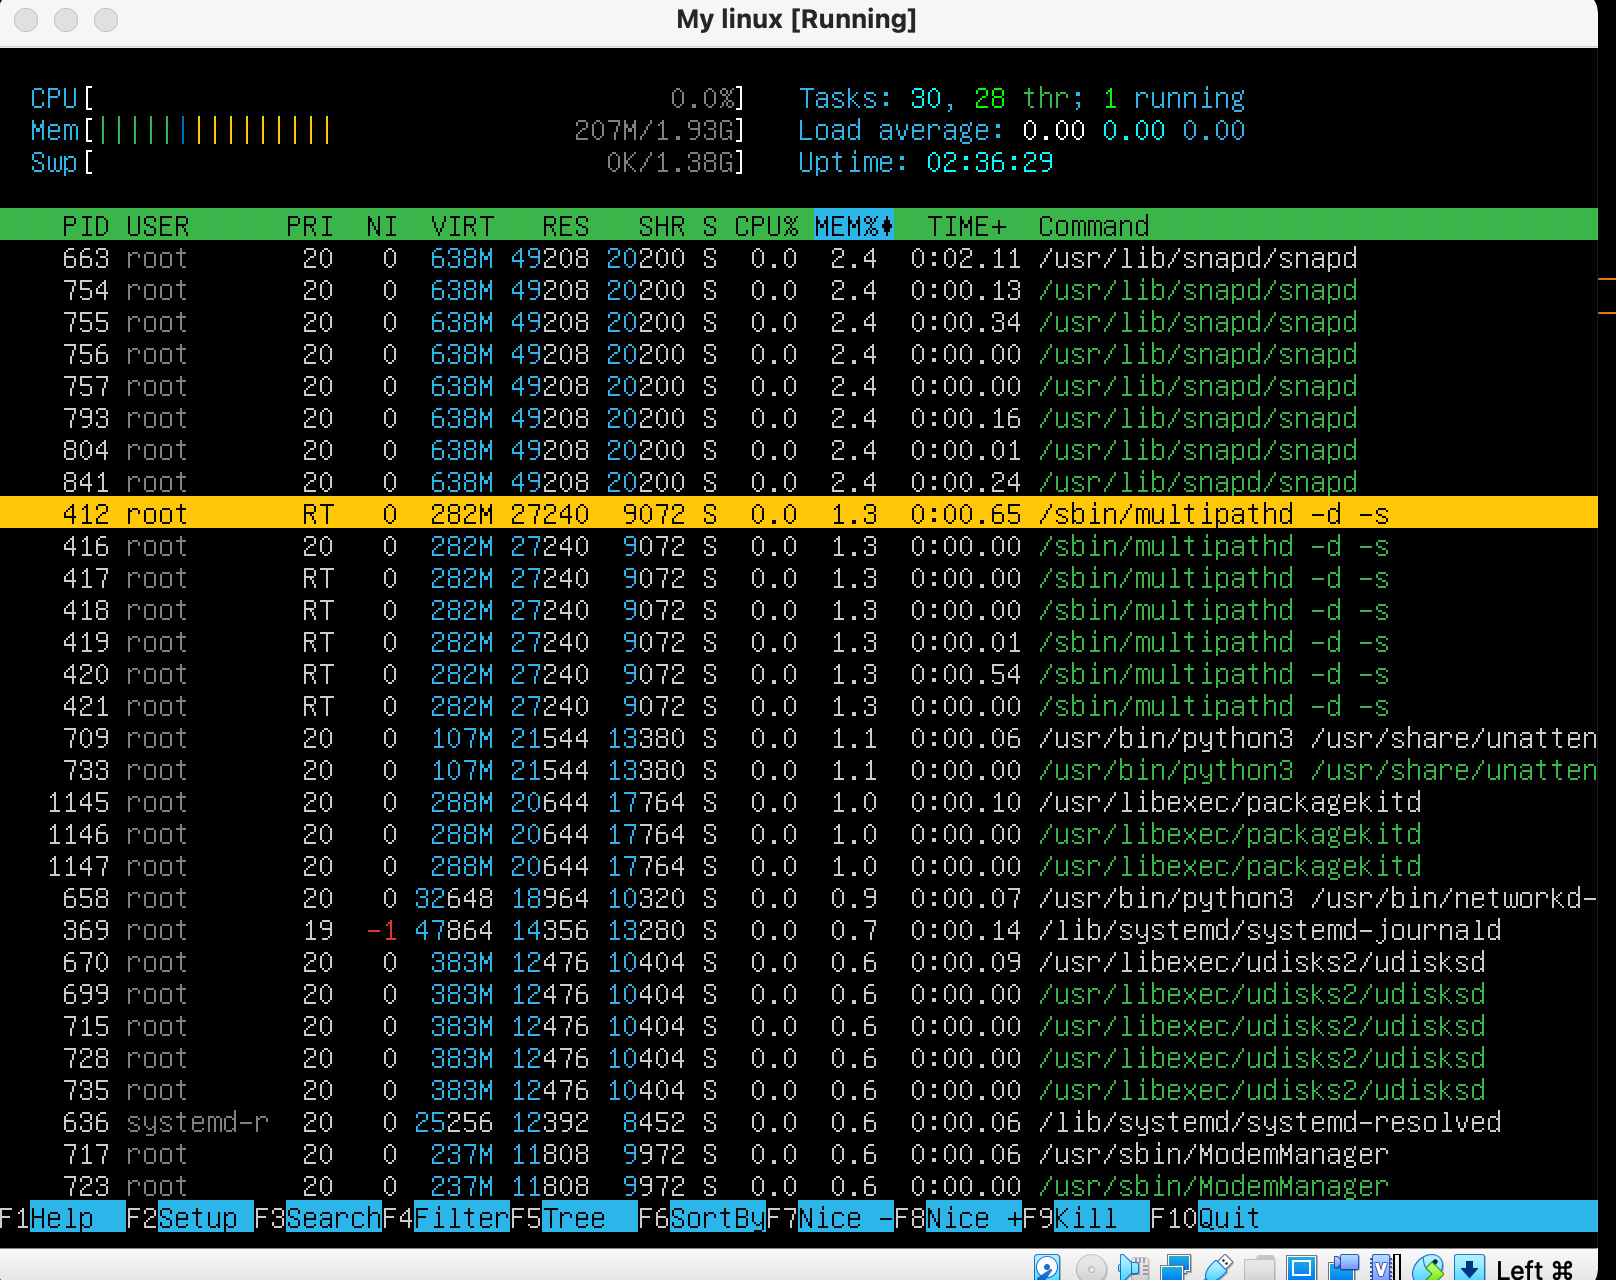 My linux [Running]
CPU[ 0.0%] Tasks: 30, 28 thr; 1 running
Mem[||||||||||||||| 207M/1.93G] Load average: 0.00 0.00 0.00
Swp[ 0K/1.38G] Uptime: 02:36:29
PID USER PRI NI VIRT RES SHR S CPU% MEM% TIME+ Command
663 root 20 0 638M 49208 20200 S 0.0 2.4 0:02.11 /usr/lib/snapd/snapd
754 root 20 0 638M 49208 20200 S 0.0 2.4 0:00.13 /usr/lib/snapd/snapd
755 root 20 0 638M 49208 20200 S 0.0 2.4 0:00.34 /usr/lib/snapd/snapd
756 root 20 0 638M 49208 20200 S 0.0 2.4 0:00.00 /usr/lib/snapd/snapd
757 root 20 0 638M 49208 20200 S 0.0 2.4 0:00.00 /usr/lib/snapd/snapd
793 root 20 0 638M 49208 20200 S 0.0 2.4 0:00.16 /usr/lib/snapd/snapd
804 root 20 0 638M 49208 20200 S 0.0 2.4 0:00.01 /usr/lib/snapd/snapd
841 root 20 0 638M 49208 20200 S 0.0 2.4 0:00.24 /usr/lib/snapd/snapd
412 root RT 0 282M 27240 9072 S 0.0 1.3 0:00.65 /sbin/multipathd -d -s
416 root 20 0 282M 27240 9072 S 0.0 1.3 0:00.00 /sbin/multipathd -d -s
417 root RT 0 282M 27240 9072 S 0.0 1.3 0:00.00 /sbin/multipathd -d -s
418 root RT 0 282M 27240 9072 S 0.0 1.3 0:00.00 /sbin/multipathd -d -s
419 root RT 0 282M 27240 9072 S 0.0 1.3 0:00.01 /sbin/multipathd -d -s
420 root RT 0 282M 27240 9072 S 0.0 1.3 0:00.54 /sbin/multipathd -d -s
421 root RT 0 282M 27240 9072 S 0.0 1.3 0:00.00 /sbin/multipathd -d -s
709 root 20 0 107M 21544 13380 S 0.0 1.1 0:00.06 /usr/bin/python3 /usr/share/unatten
733 root 20 0 107M 21544 13380 S 0.0 1.1 0:00.00 /usr/bin/python3 /usr/share/unatten
1145 root 20 0 288M 20644 17764 S 0.0 1.0 0:00.10 /usr/libexec/packagekitd
1146 root 20 0 288M 20644 17764 S 0.0 1.0 0:00.00 /usr/libexec/packagekitd
1147 root 20 0 288M 20644 17764 S 0.0 1.0 0:00.00 /usr/libexec/packagekitd
658 root 20 0 32648 18964 10320 S 0.0 0.9 0:00.07 /usr/bin/python3 /usr/bin/networkd-
369 root 19 -1 47864 14356 13280 S 0.0 0.7 0:00.14 /lib/systemd/systemd-journald
670 root 20 0 383M 12476 10404 S 0.0 0.6 0:00.09 /usr/libexec/udisks2/udisksd
699 root 20 0 383M 12476 10404 S 0.0 0.6 0:00.00 /usr/libexec/udisks2/udisksd
715 root 20 0 383M 12476 10404 S 0.0 0.6 0:00.00 /usr/libexec/udisks2/udisksd
728 root 20 0 383M 12476 10404 S 0.0 0.6 0:00.00 /usr/libexec/udisks2/udisksd
735 root 20 0 383M 12476 10404 S 0.0 0.6 0:00.00 /usr/libexec/udisks2/udisksd
636 systemd-r 20 0 25256 12392 8452 S 0.0 0.6 0:00.06 /lib/systemd/systemd-resolved
717 root 20 0 237M 11808 9972 S 0.0 0.6 0:00.06 /usr/sbin/ModemManager
723 root 20 0 237M 11808 9972 S 0.0 0.6 0:00.00 /usr/sbin/ModemManager
F1Help F2Setup F3SearchF4FilterF5Tree F6SortByF7Nice -F8Nice +F9Kill F10Quit
Left ⌘